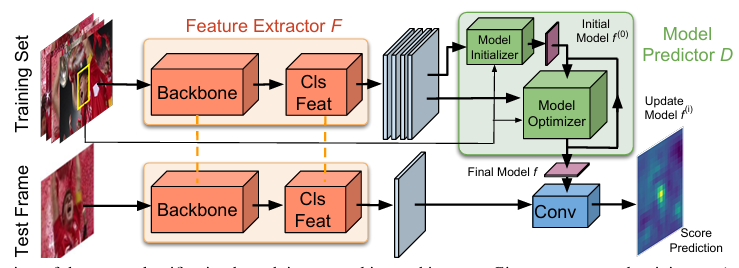 Feature Extractor F
Model
Predictor D
Training Set
Backbone
Cls
Feat
Model
Initializer
Initial
Model f(0)
Model
Optimizer
Update
Model f(i)
Final Model f
Test Frame
Backbone
Cls
Feat
Conv
Score
Prediction